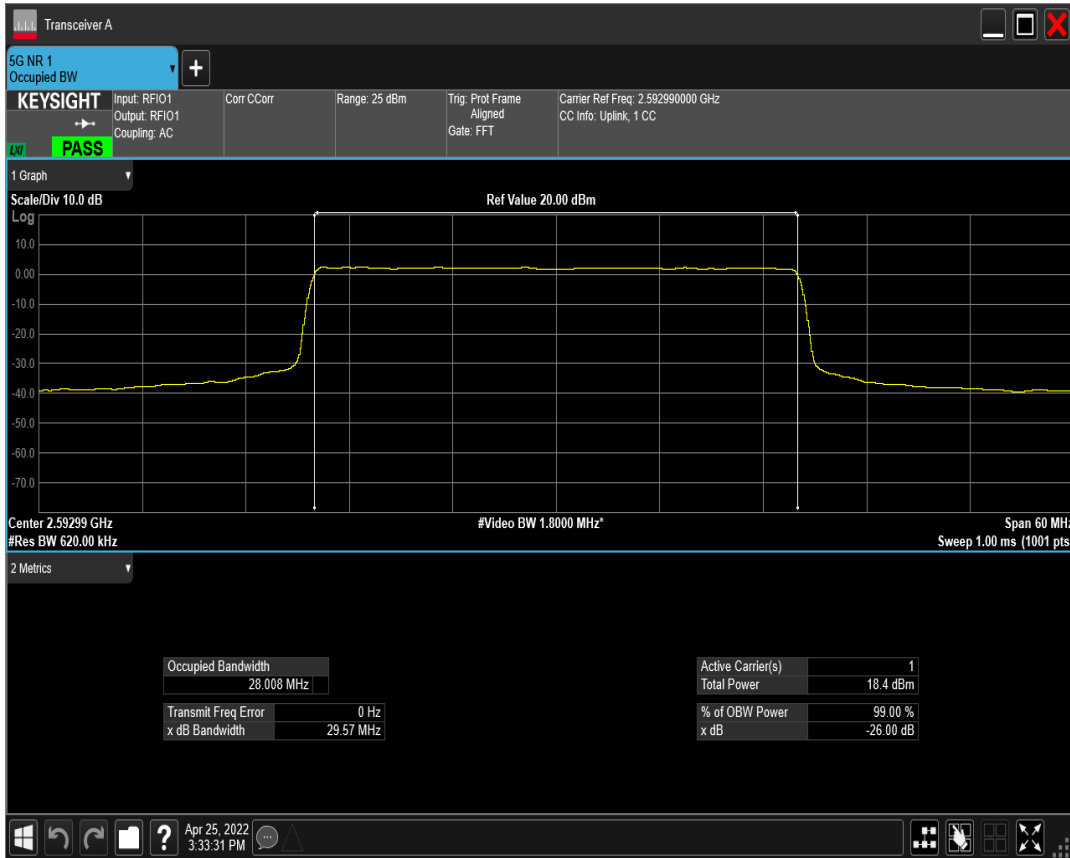 Transceiver A
5G NR 1
Occupied BW
+
KEYSIGHT
LXI
PASS
Input: RFIO1
Output: RFIO1
Coupling: AC
Corr CCorr
Range: 25 dBm
Trig: Prot Frame
Aligned
Gate: FFT
Carrier Ref Freq: 2.592990000 GHz
CC Info: Uplink, 1 CC
1 Graph
Scale/Div 10.0 dB
Ref Value 20.00 dBm
Log
10.0
0.00
-10.0
-20.0
-30.0
-40.0
-50.0
-60.0
-70.0
Center 2.59299 GHz
#Video BW 1.8000 MHz*
Span 60 MHz
#Res BW 620.00 kHz
Sweep 1.00 ms (1001 pts
2 Metrics
Occupied Bandwidth
28.008 MHz
Transmit Freq Error 0 Hz
x dB Bandwidth 29.57 MHz
Active Carrier(s) 1
Total Power 18.4 dBm
% of OBW Power 99.00 %
x dB -26.00 dB
?
Apr 25, 2022
3:33:31 PM